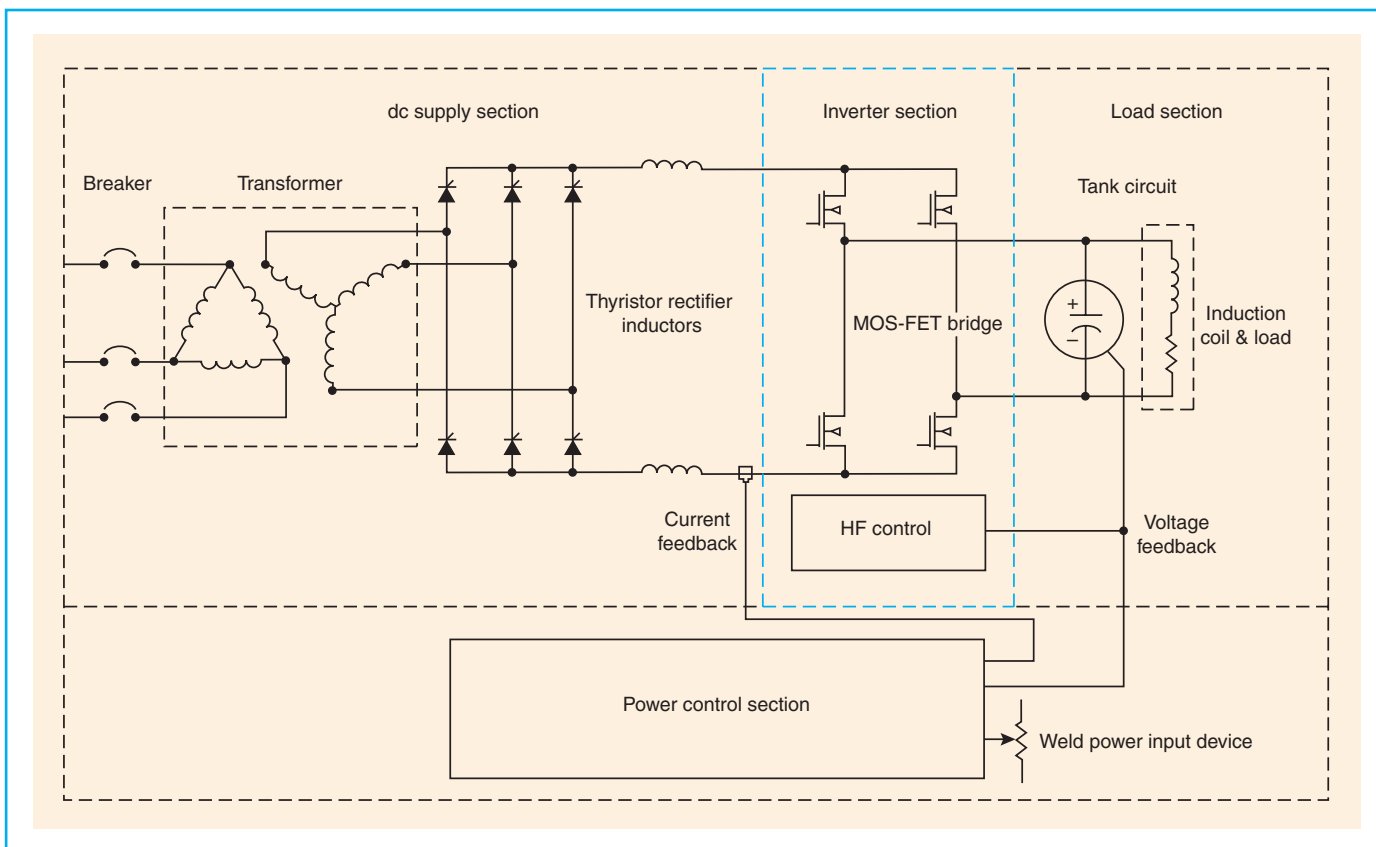 dc supply section
Inverter section
Load section
Breaker
Transformer
Tank circuit
Thyristor rectifier
inductors
MOS-FET bridge
+
−
Induction
coil & load
Current
feedback
HF control
Voltage
feedback
Power control section
Weld power input device